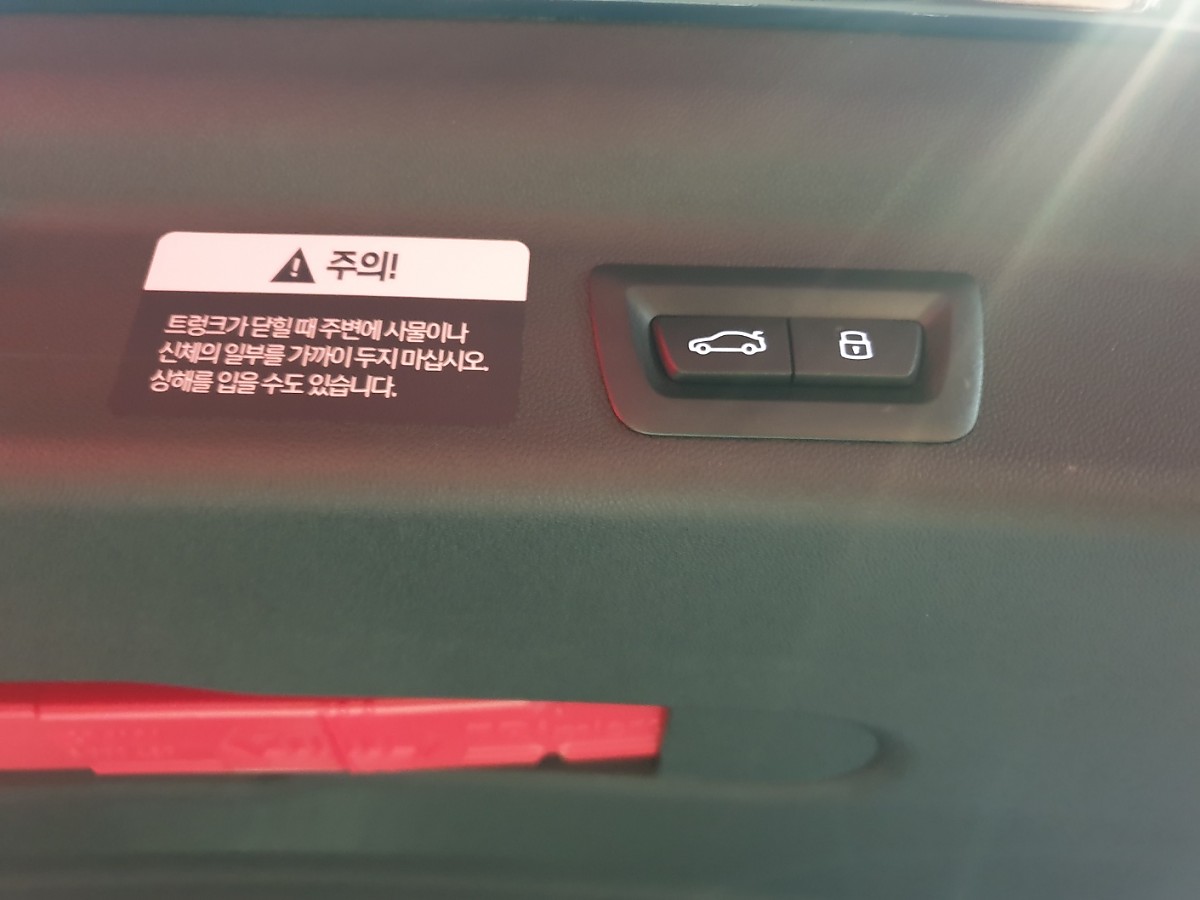 주의!
트렁크가 닫힐 때 주변에 사물이나
신체의 일부를 가까이 두지 마십시오.
상해를 입을 수도 있습니다.